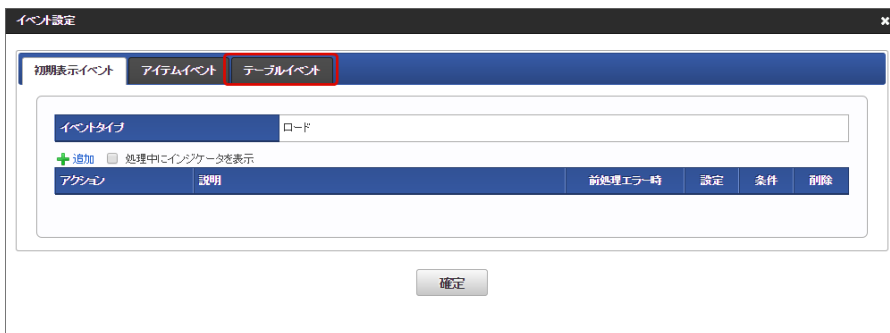 イベント設定
初期表示イベント アイテムイベント テーブルイベント
イベントタイプ ロード
追加 処理中にインジケータを表示
アクション 説明 前処理エラー時 設定 条件 削除
確定